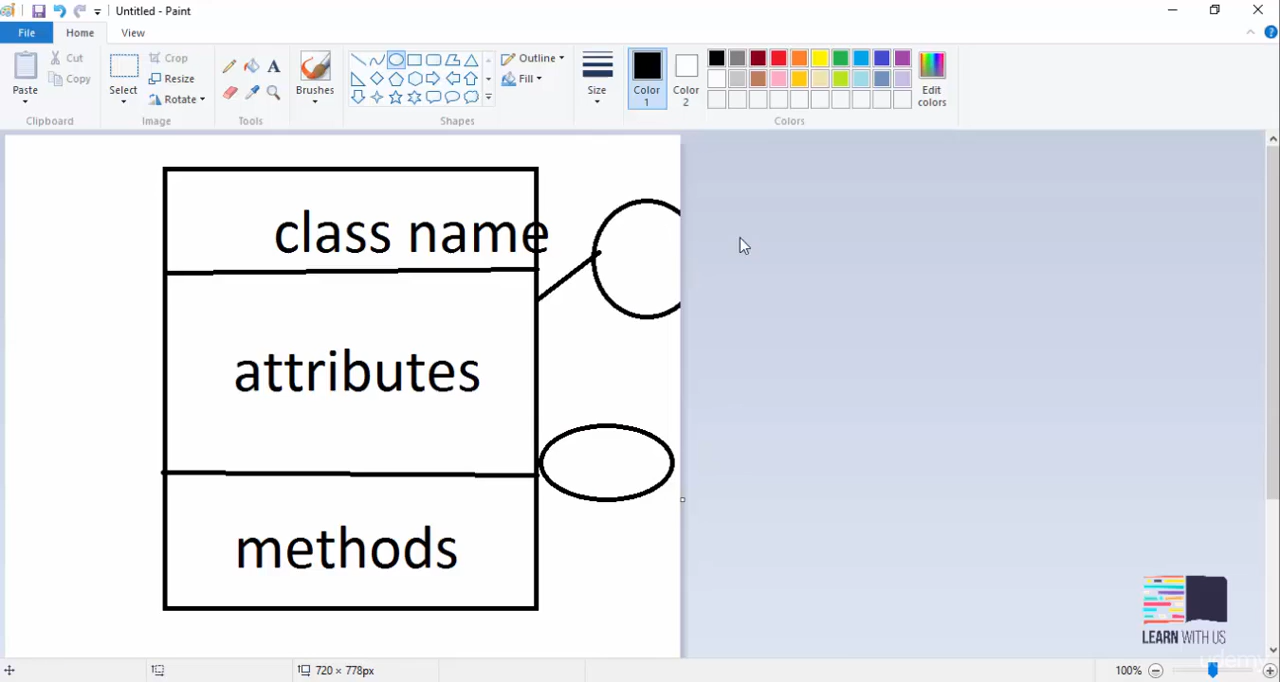 Untitled - Paint
File Home View
Paste Cut Copy
Clipboard
Select Crop Resize Rotate
Image
Tools
Brushes
Shapes
Outline Fill
Size
Color 1 Color 2
Edit colors
Colors
class name
attributes
methods
LEARN WITH US
udemy
720 × 778px
100%